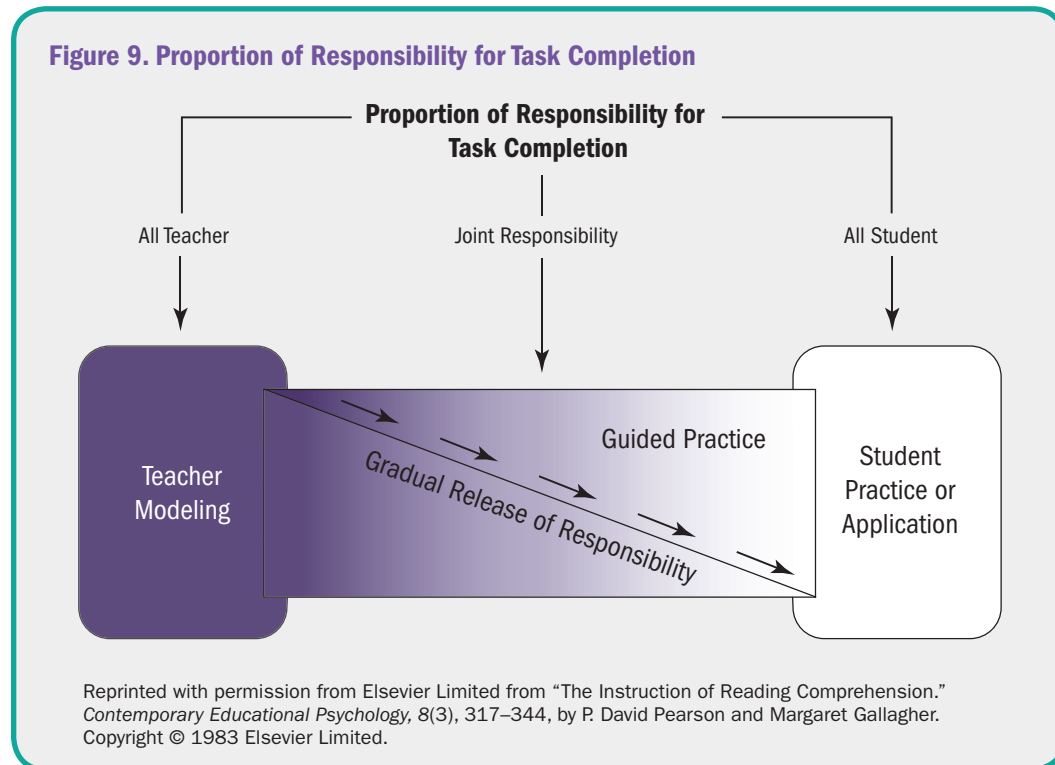 Figure 9. Proportion of Responsibility for Task Completion
Proportion of Responsibility for
Task Completion
All Teacher
Joint Responsibility
All Student
Teacher
Modeling
Guided Practice
Gradual Release of Responsibility
Student
Practice or
Application
Reprinted with permission from Elsevier Limited from “The Instruction of Reading Comprehension.”
Contemporary Educational Psychology, 8(3), 317–344, by P. David Pearson and Margaret Gallagher.
Copyright © 1983 Elsevier Limited.